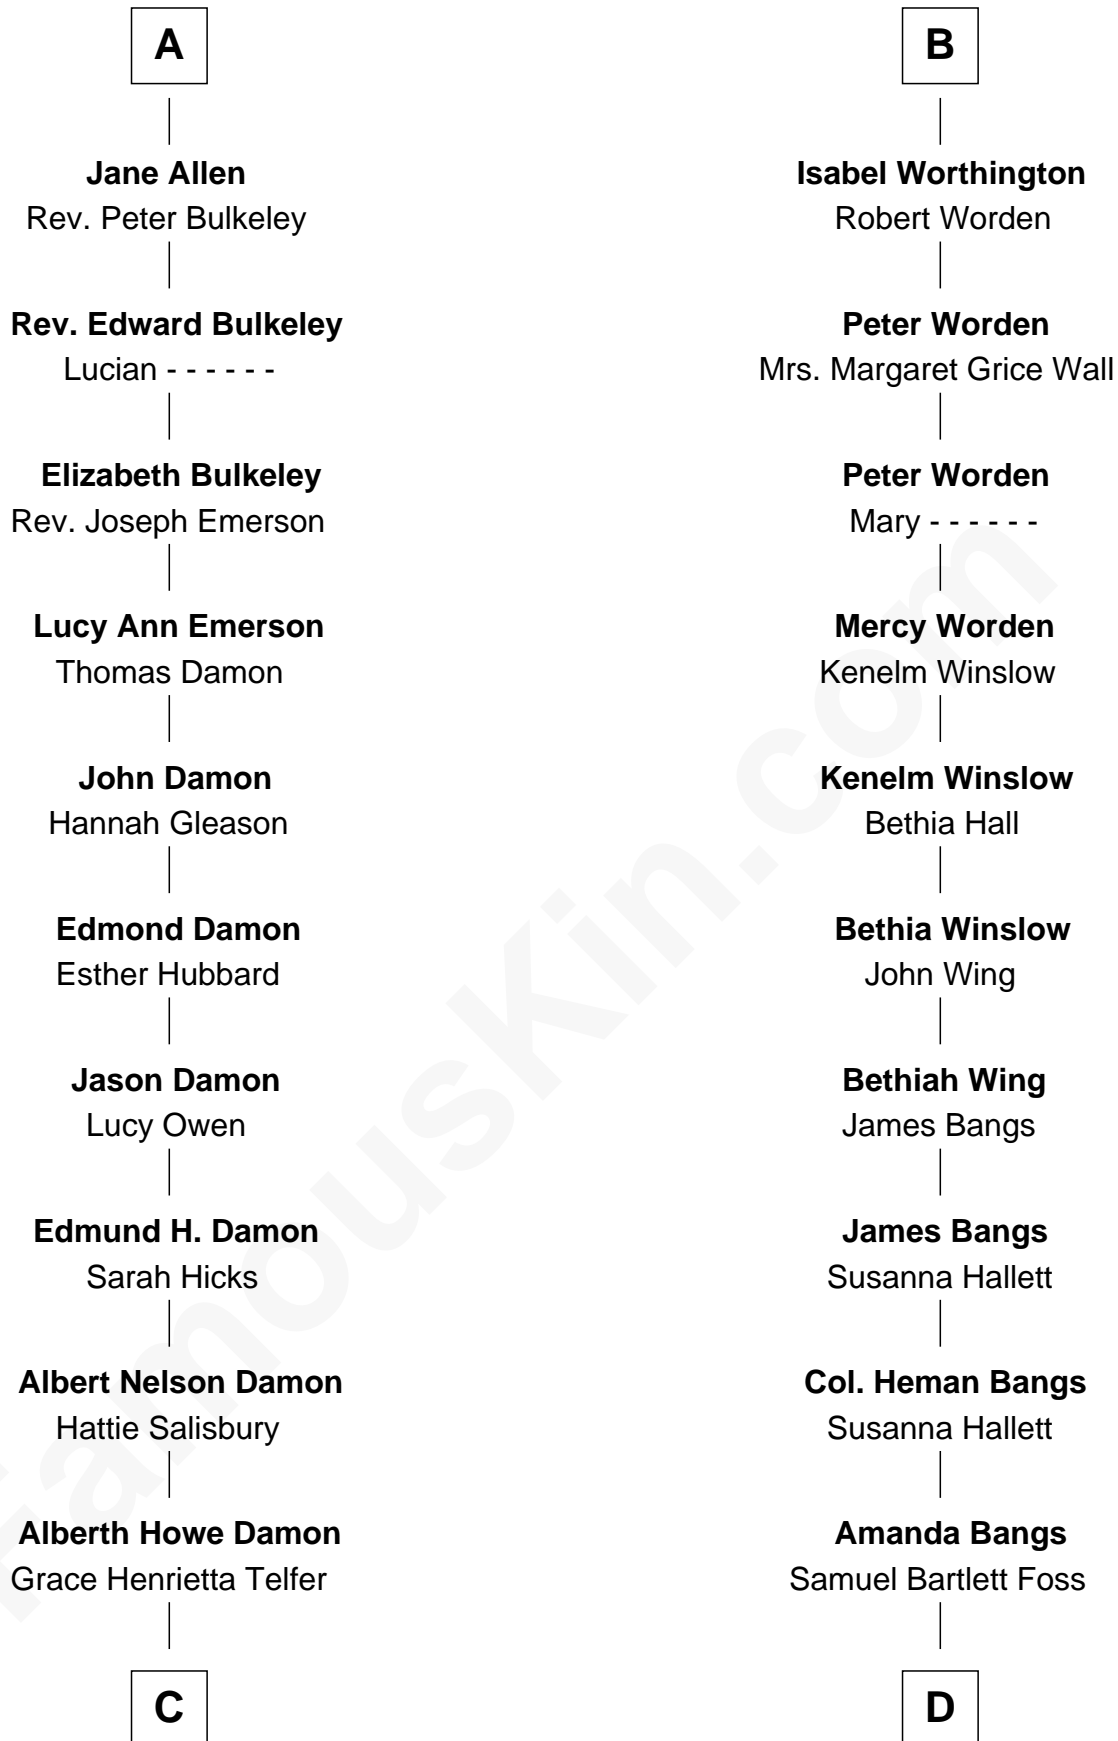 A
Jane Allen
Rev. Peter Bulkeley
Rev. Edward Bulkeley
Lucian - - - - - -
Elizabeth Bulkeley
Rev. Joseph Emerson
Lucy Ann Emerson
Thomas Damon
John Damon
Hannah Gleason
Edmond Damon
Esther Hubbard
Jason Damon
Lucy Owen
Edmund H. Damon
Sarah Hicks
Albert Nelson Damon
Hattie Salisbury
Alberth Howe Damon
Grace Henrietta Telfer
C
B
Isabel Worthington
Robert Worden
Peter Worden
Mrs. Margaret Grice Wall
Peter Worden
Mary - - - - - -
Mercy Worden
Kenelm Winslow
Kenelm Winslow
Bethia Hall
Bethia Winslow
John Wing
Bethiah Wing
James Bangs
James Bangs
Susanna Hallett
Col. Heman Bangs
Susanna Hallett
Amanda Bangs
Samuel Bartlett Foss
D
FamousKin.com